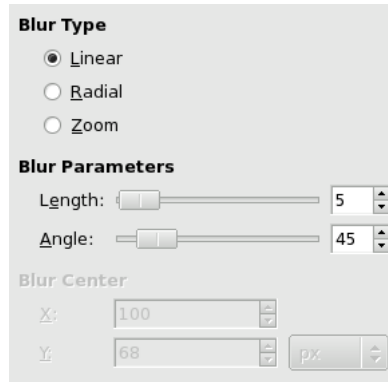 Blur Type
Linear
Radial
Zoom
Blur Parameters
Length: 5
Angle: 45
Blur Center
X: 100
Y: 68 px